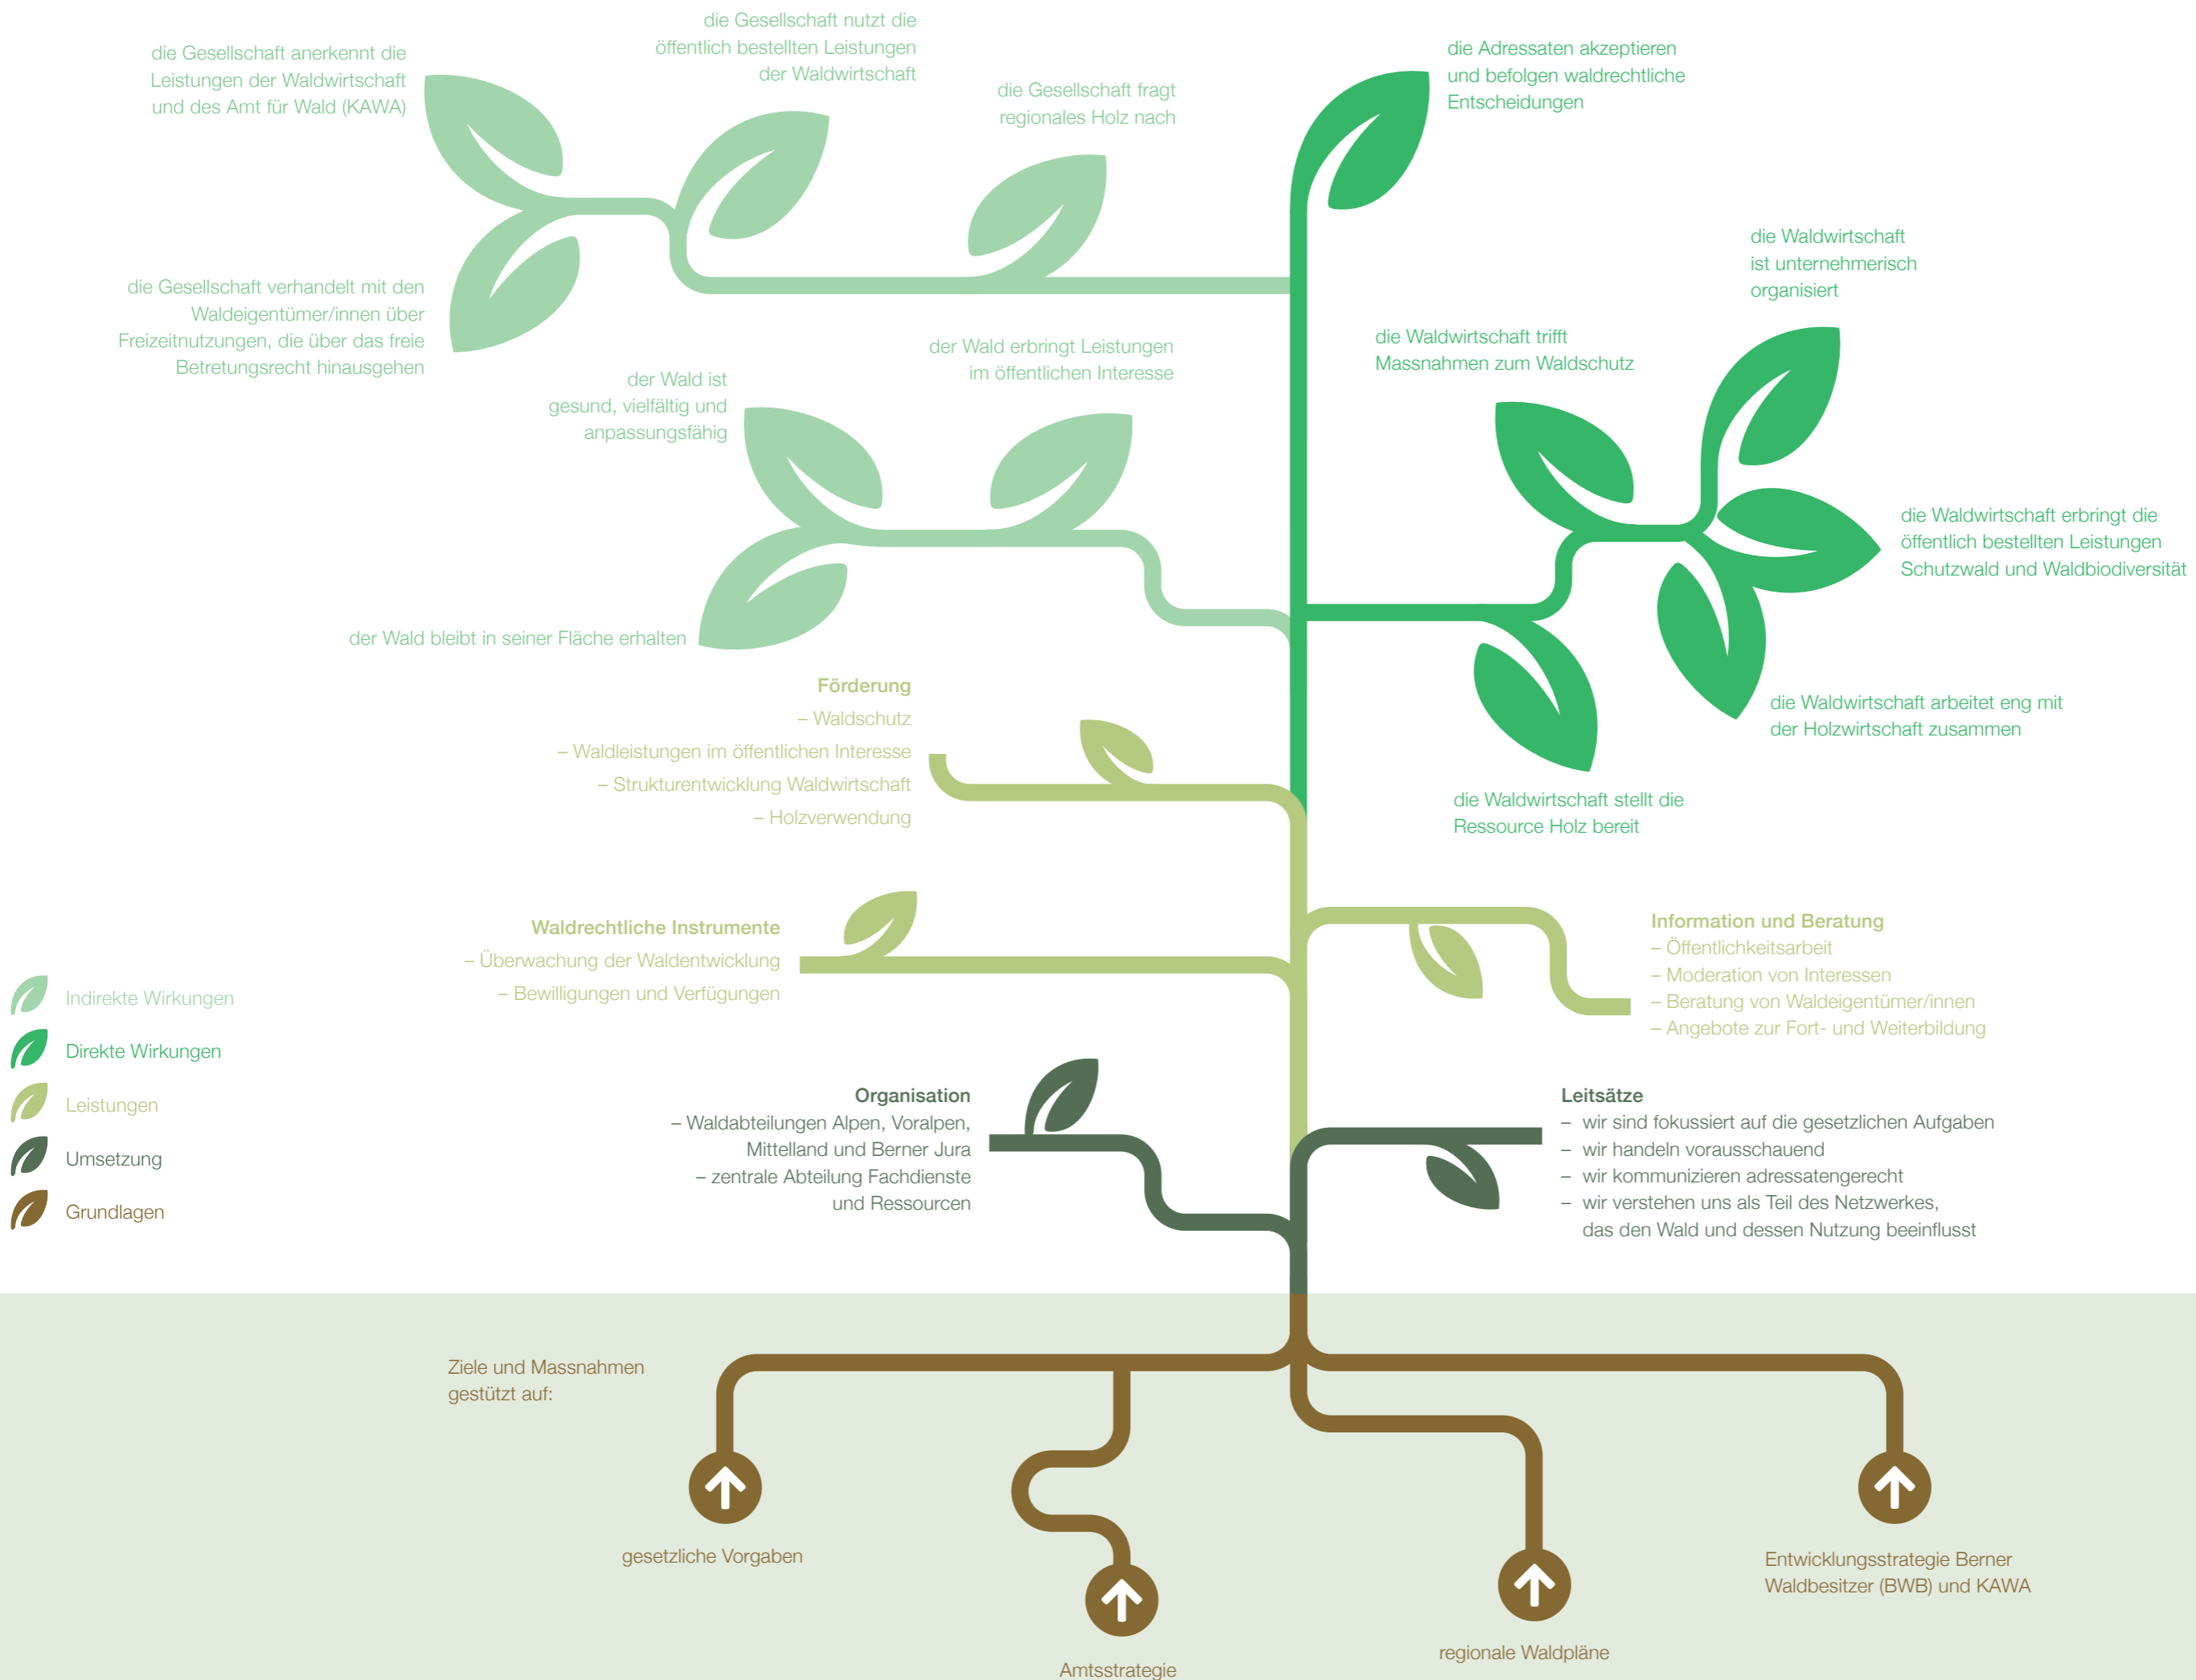 die Gesellschaft anerkennt die
Leistungen der Waldwirtschaft
und des Amt für Wald (KAWA)
die Gesellschaft nutzt die
öffentlich bestellten Leistungen
der Waldwirtschaft
die Gesellschaft fragt
regionales Holz nach
die Adressaten akzeptieren
und befolgen waldrechtliche
Entscheidungen
die Gesellschaft verhandelt mit den
Waldeigentümer/innen über
Freizeitnutzungen, die über das freie
Betretungsrecht hinausgehen
der Wald ist
gesund, vielfältig und
anpassungsfähig
der Wald erbringt Leistungen
im öffentlichen Interesse
die Waldwirtschaft trifft
Massnahmen zum Waldschutz
die Waldwirtschaft
ist unternehmerisch
organisiert
die Waldwirtschaft erbringt die
öffentlich bestellten Leistungen
Schutzwald und Waldbiodiversität
der Wald bleibt in seiner Fläche erhalten
die Waldwirtschaft arbeitet eng mit
der Holzwirtschaft zusammen
die Waldwirtschaft stellt die
Ressource Holz bereit
Förderung
– Waldschutz
– Waldleistungen im öffentlichen Interesse
– Strukturentwicklung Waldwirtschaft
– Holzverwendung
Waldrechtliche Instrumente
– Überwachung der Waldentwicklung
– Bewilligungen und Verfügungen
Information und Beratung
– Öffentlichkeitsarbeit
– Moderation von Interessen
– Beratung von Waldeigentümer/innen
– Angebote zur Fort- und Weiterbildung
Indirekte Wirkungen
Direkte Wirkungen
Leistungen
Umsetzung
Grundlagen
Organisation
– Waldabteilungen Alpen, Voralpen,
Mittelland und Berner Jura
– zentrale Abteilung Fachdienste
und Ressourcen
Leitsätze
– wir sind fokussiert auf die gesetzlichen Aufgaben
– wir handeln vorausschauend
– wir kommunizieren adressatengerecht
– wir verstehen uns als Teil des Netzwerkes,
das den Wald und dessen Nutzung beeinflusst
Ziele und Massnahmen
gestützt auf:
gesetzliche Vorgaben
Amtsstrategie
regionale Waldpläne
Entwicklungsstrategie Berner
Waldbesitzer (BWB) und KAWA